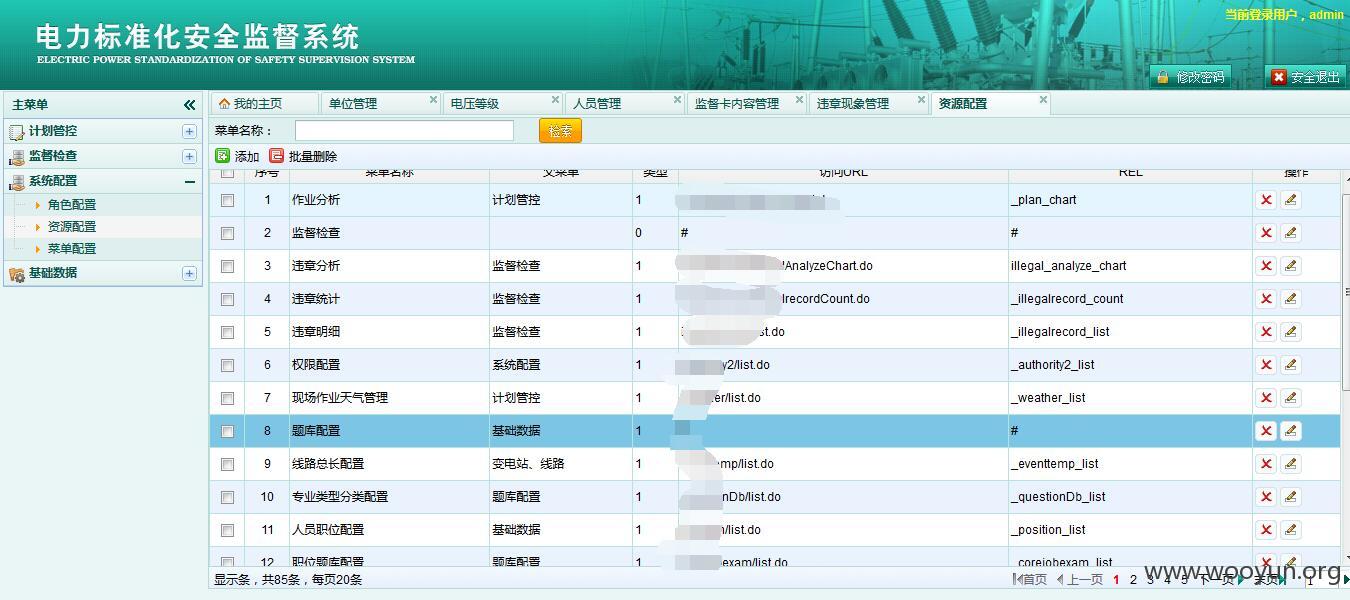 当前登录用户，admin
电力标准化安全监督系统
ELECTRIC POWER STANDARDIZATION OF SAFETY SUPERVISION SYSTEM
修改密码 安全退出
主菜单
计划管控
监督检查
系统配置
角色配置
资源配置
菜单配置
基础数据
我的主页 单位管理 电压等级 人员管理 监督卡内容管理 违章现象管理 资源配置
菜单名称： 检索
添加 批量删除
序号 菜单名称 父菜单 类型 访问URL REL 操作
1 作业分析 计划管控 1 _plan_chart
2 监督检查 0 # #
3 违章分析 监督检查 1 AnalyzeChart.do illegal_analyze_chart
4 违章统计 监督检查 1 lrecordCount.do _illegalrecord_count
5 违章明细 监督检查 1 st.do _illegalrecord_list
6 权限配置 系统配置 1 y2/list.do _authority2_list
7 现场作业天气管理 计划管控 1 er/list.do _weather_list
8 题库配置 基础数据 1 #
9 线路总长配置 变电站、线路 1 emp/list.do _eventtemp_list
10 专业类型分类配置 题库配置 1 nDb/list.do _questionDb_list
11 人员职位配置 基础数据 1 /list.do _position_list
12 职位题库配置 题库配置 1 exam/list.do _corejobexam_list
显示条，共85条，每页20条 首页 上一页 1 2 3 4 5 下一页 末页 1
www.wooyun.org